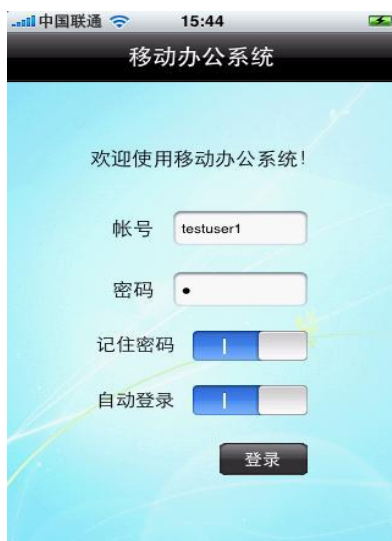 中国联通 15:44
移动办公系统
欢迎使用移动办公系统!
帐号 testuser1
密码 •
记住密码
自动登录
登录